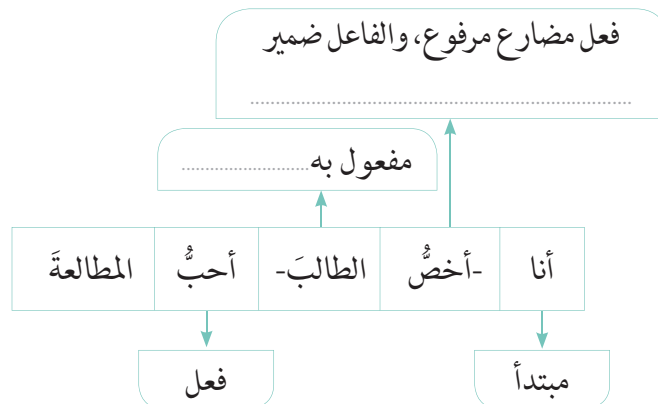 فعل مضارع مرفوع، والفاعل ضمير
..........................................................................
مفعول به.......................
أنا -أخصُّ الطالبَ- أحبُّ المطالعةَ
مبتدأ فعل